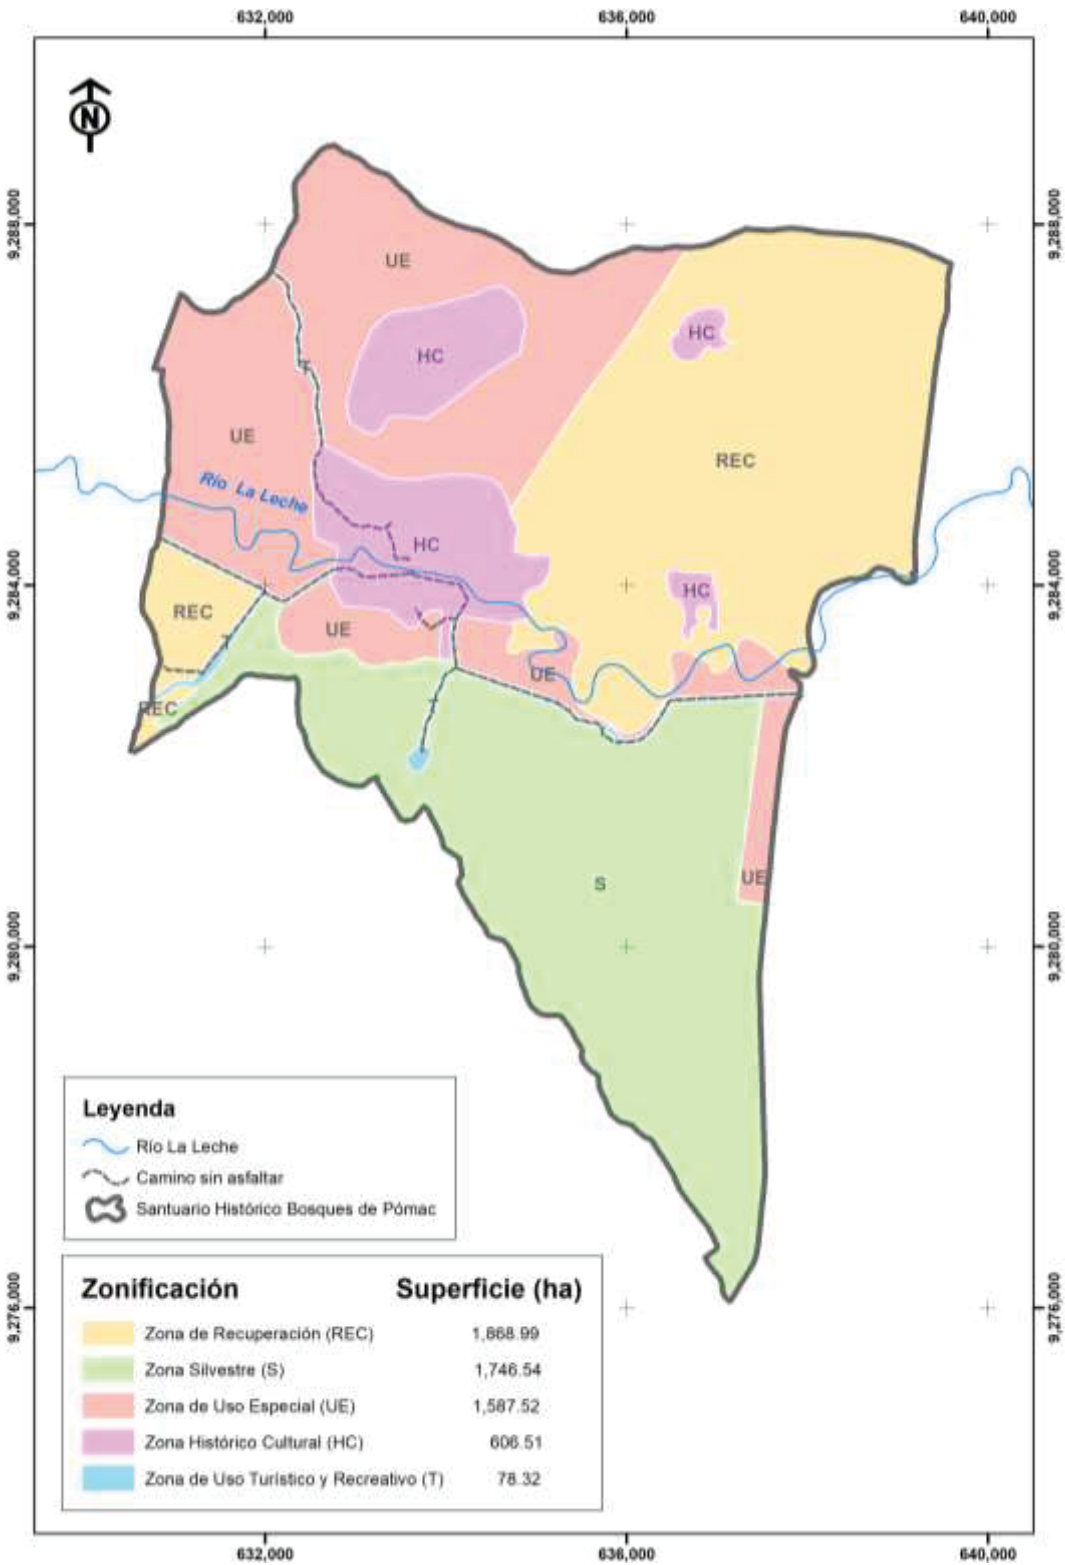 632,000 636,000 640,000
N
9,288,000 9,288,000
UE
HC
HC
UE
REC
Río La Leche
T
HC
9,284,000 9,284,000
HC
REC
UE
T
UE
REC
T
T
S
UE
9,280,000 9,280,000
Leyenda
Río La Leche
Camino sin asfaltar
Santuario Histórico Bosques de Pómac
9,276,000 9,276,000
Zonificación Superficie (ha)
Zona de Recuperación (REC) 1,868.99
Zona Silvestre (S) 1,746.54
Zona de Uso Especial (UE) 1,587.52
Zona Histórico Cultural (HC) 606.51
Zona de Uso Turístico y Recreativo (T) 78.32
632,000 636,000 640,000